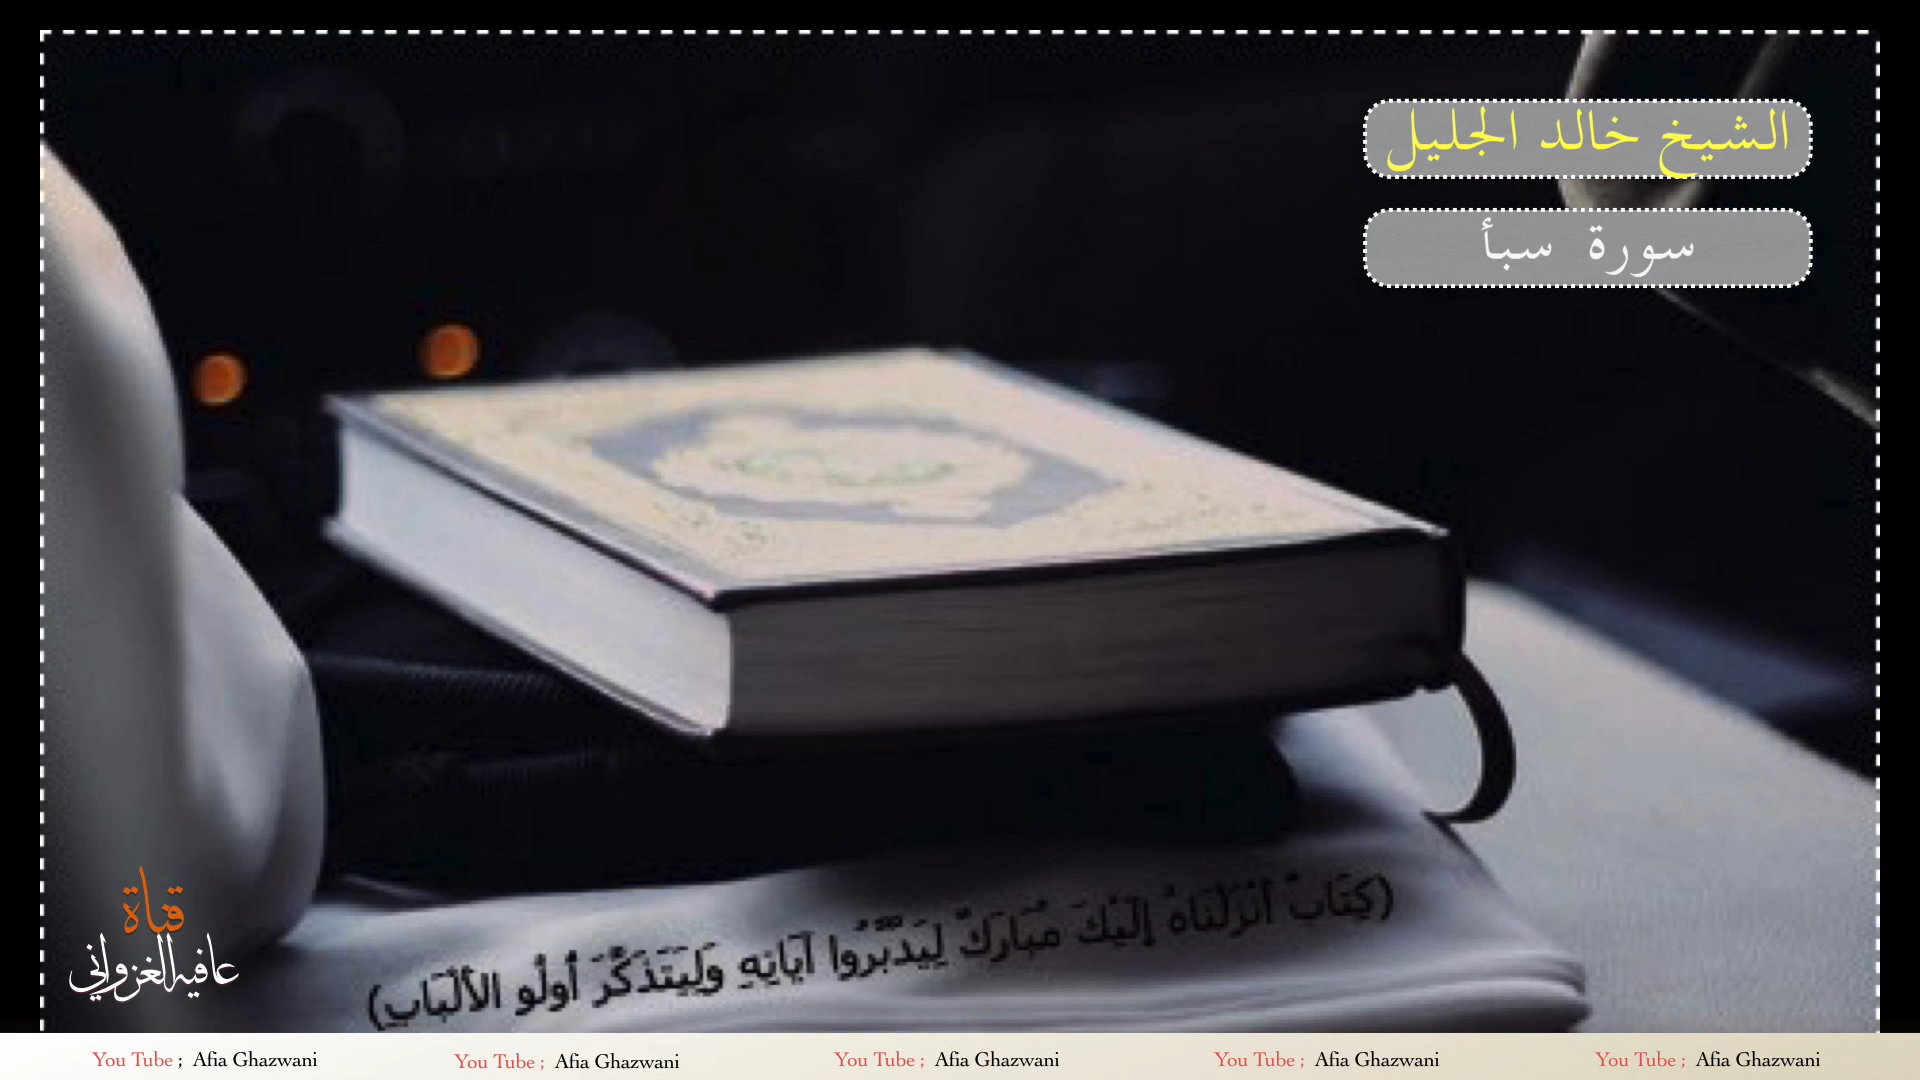 الشيخ خالد الجليل
سورة سبأ
(كِتَابٌ أَنْزَلْنَاهُ إِلَيْكَ مُبَارَكٌ لِيَدَّبَّرُوا آيَاتِهِ وَلِيَتَذَكَّرَ أُولُو الْأَلْبَابِ)
قناة
عافيه الغزواني
You Tube ; Afia Ghazwani You Tube ; Afia Ghazwani You Tube ; Afia Ghazwani You Tube ; Afia Ghazwani You Tube ; Afia Ghazwani